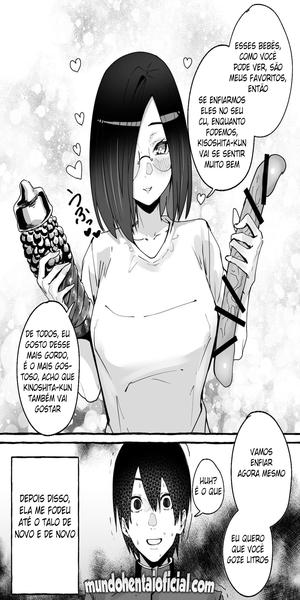 ESSES BEBÊS,
COMO VOCÊ
PODE VER, SÃO
MEUS FAVORITOS,
ENTÃO
SE ENFIARMOS
ELES NO SEU
CU, ENQUANTO
FODEMOS,
KISOSHITA-KUN
VAI SE SENTIR
MUITO BEM
うふっ
DE TODOS, EU
GOSTO DESSE
MAIS GORDO,
É O MAIS GOS-
TOSO, ACHO QUE
KINOSHITA-KUN
TAMBÉM VAI
GOSTAR
VAMOS
ENFIAR
AGORA MESMO
HUH?
É O QUE
EU QUERO
QUE VOCÊ
GOZE LITROS
DEPOIS DISSO,
ELA ME FODEU
ATÉ O TALO DE
NOVO E DE NOVO
mundohentaioficial.com